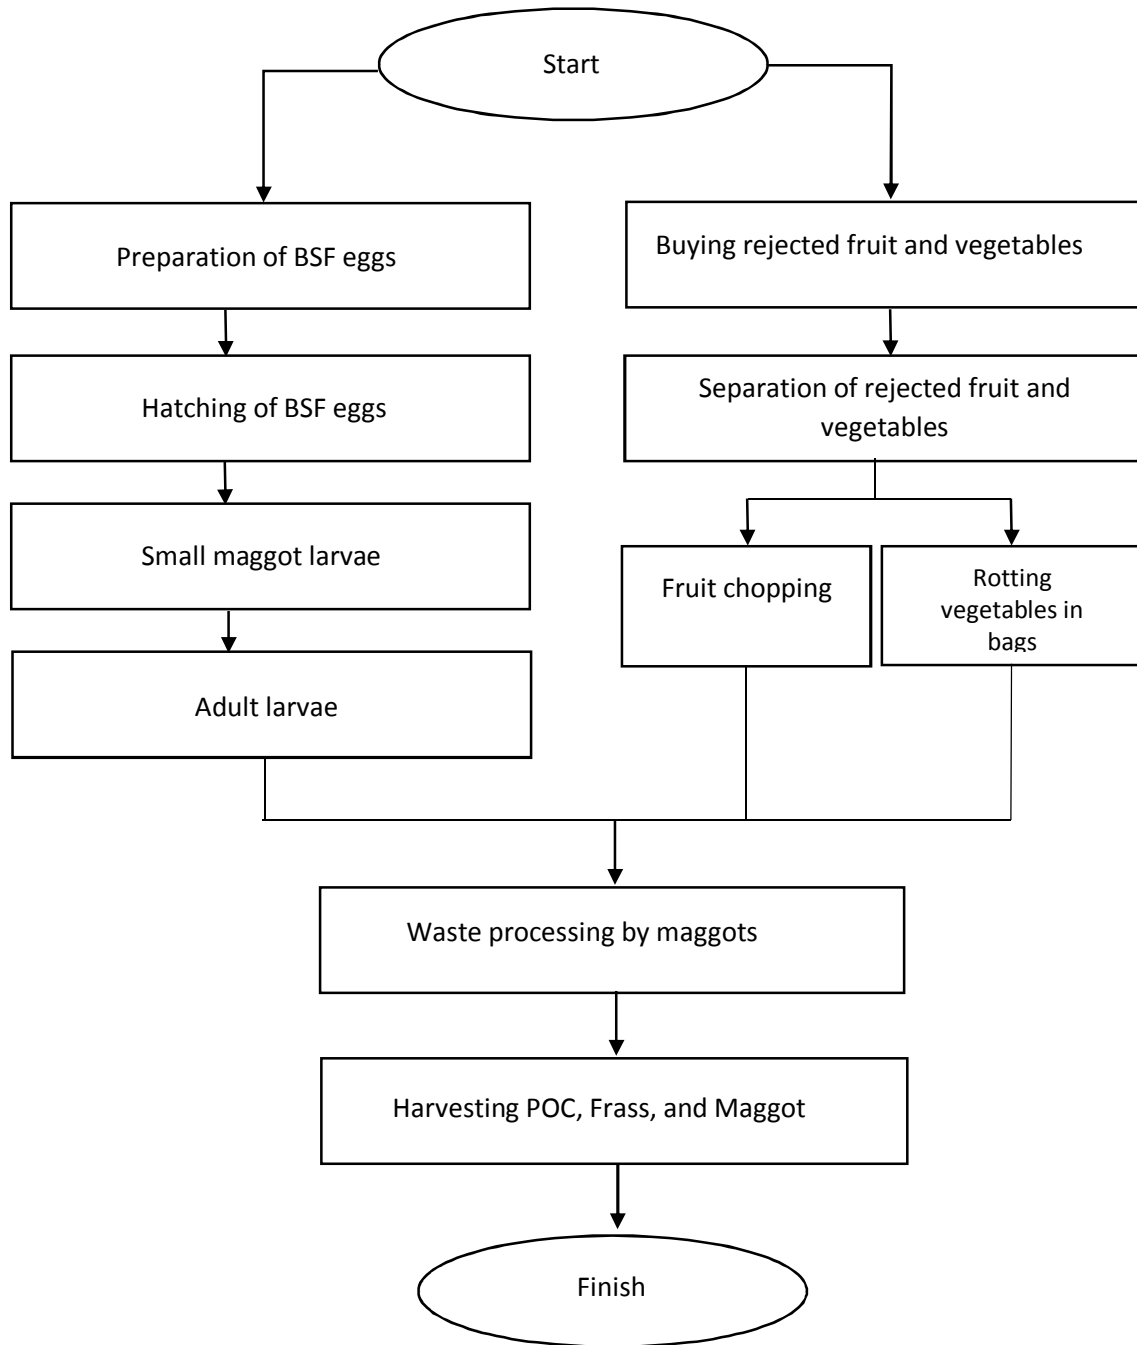 Start
Preparation of BSF eggs
Hatching of BSF eggs
Small maggot larvae
Adult larvae
Buying rejected fruit and vegetables
Separation of rejected fruit and
vegetables
Fruit chopping
Rotting
vegetables in
bags
Waste processing by maggots
Harvesting POC, Frass, and Maggot
Finish